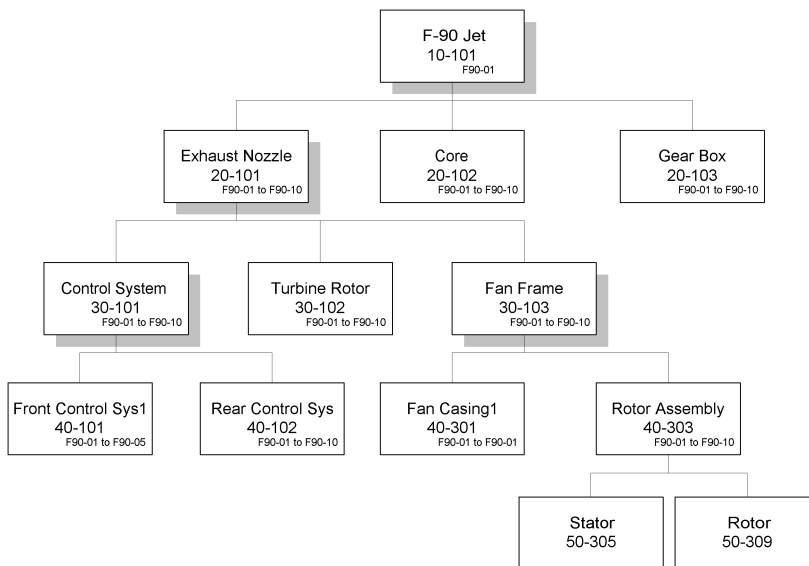 F-90 Jet
10-101
F90-01
Exhaust Nozzle
20-101
F90-01 to F90-10
Core
20-102
F90-01 to F90-10
Gear Box
20-103
F90-01 to F90-10
Control System
30-101
F90-01 to F90-10
Turbine Rotor
30-102
F90-01 to F90-10
Fan Frame
30-103
F90-01 to F90-10
Front Control Sys1
40-101
F90-01 to F90-05
Rear Control Sys
40-102
F90-01 to F90-10
Fan Casing1
40-301
F90-01 to F90-01
Rotor Assembly
40-303
F90-01 to F90-10
Stator
50-305
Rotor
50-309